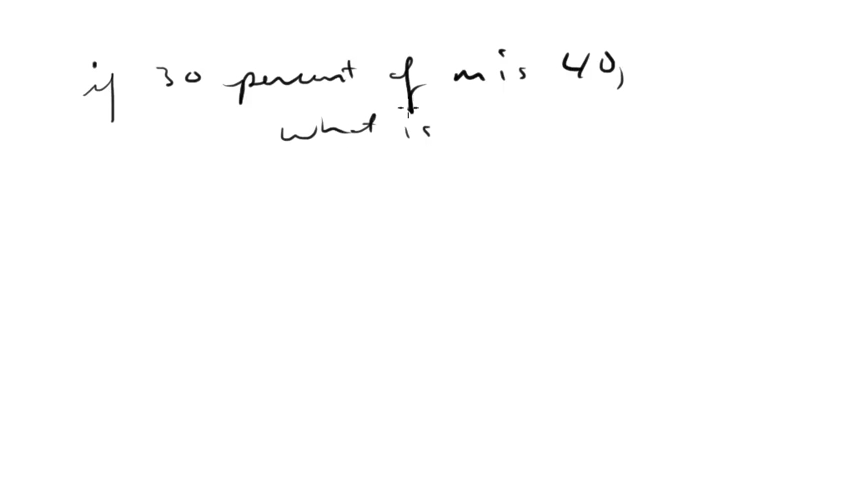 if 30 percent of m is 40,
what is